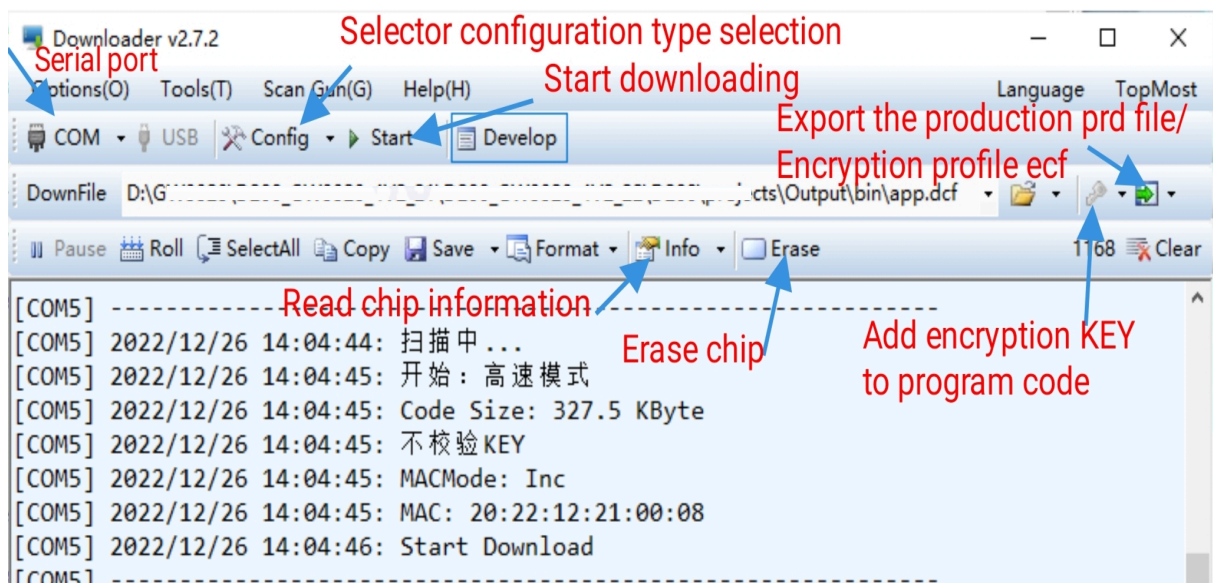 Downloader v2.7.2
Selector configuration type selection
Serial port
Start downloading
Options(O) Tools(T) Scan Gun(G) Help(H) Language TopMost
Export the production prd file/
Encryption profile ecf
COM USB Config Start Develop
DownFile D:\G cts\Output\bin\app.dcf
Pause Roll SelectAll Copy Save Format Info Erase 1168 Clear
Read chip information
Erase chip
Add encryption KEY
to program code
[COM5] ----------------------------------------------------
[COM5] 2022/12/26 14:04:44: 扫描中...
[COM5] 2022/12/26 14:04:45: 开始: 高速模式
[COM5] 2022/12/26 14:04:45: Code Size: 327.5 KByte
[COM5] 2022/12/26 14:04:45: 不校验KEY
[COM5] 2022/12/26 14:04:45: MACMode: Inc
[COM5] 2022/12/26 14:04:45: MAC: 20:22:12:21:00:08
[COM5] 2022/12/26 14:04:46: Start Download
[COM5] ----------------------------------------------------